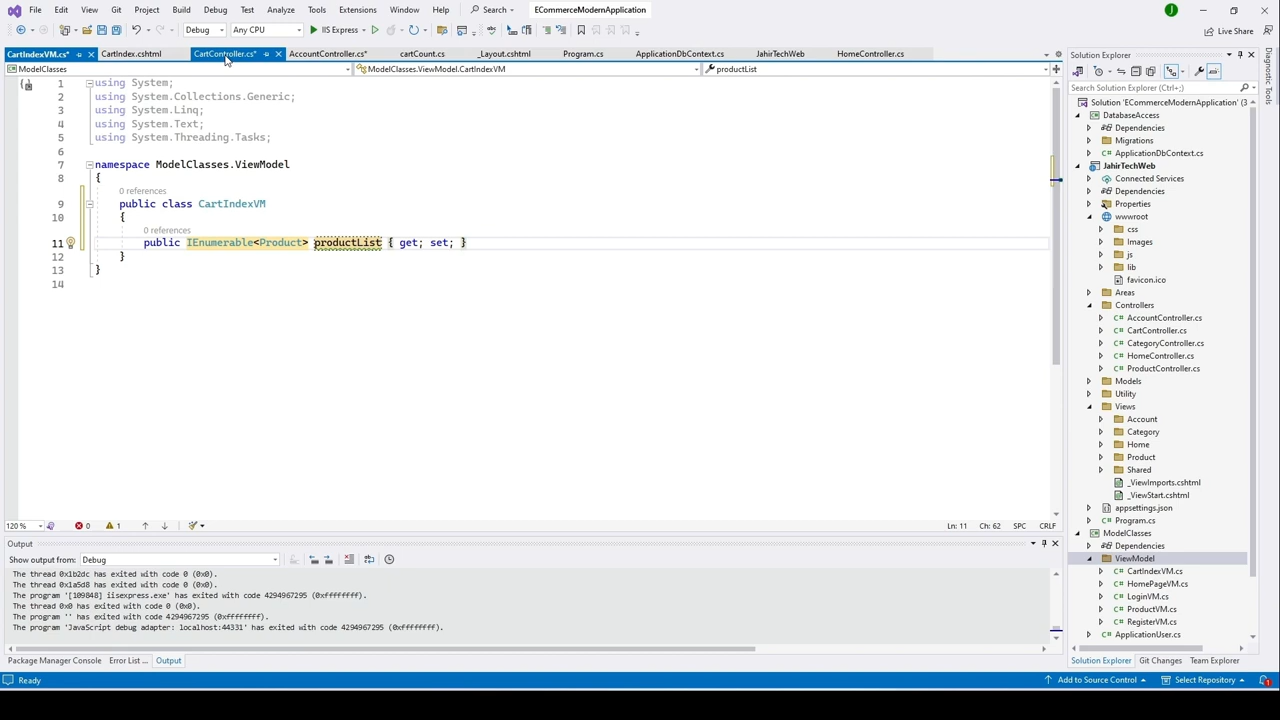 File Edit View Git Project Build Debug Test Analyze Tools Extensions Window Help Search ECommerceModernApplication J
Debug Any CPU IIS Express Live Share
CartIndexVM.cs* CartIndex.cshtml CartController.cs* AccountController.cs* cartCount.cs _Layout.cshtml Program.cs ApplicationDbContext.cs JahirTechWeb HomeController.cs
ModelClasses ModelClasses.ViewModel.CartIndexVM productList
1 using System;
2 using System.Collections.Generic;
3 using System.Linq;
4 using System.Text;
5 using System.Threading.Tasks;
6
7 namespace ModelClasses.ViewModel
8 {
0 references
9 public class CartIndexVM
10 {
0 references
11 public IEnumerable<Product> productList { get; set; }
12 }
13 }
14
120 % 0 1 Ln: 11 Ch: 62 SPC CRLF
Output
Show output from: Debug
The thread 0x1b2dc has exited with code 0 (0x0).
The thread 0x1a5d8 has exited with code 0 (0x0).
The program '[109848] iisexpress.exe' has exited with code 4294967295 (0xffffffff).
The thread 0x0 has exited with code 0 (0x0).
The program '' has exited with code 4294967295 (0xffffffff).
The program 'JavaScript debug adapter: localhost:44331' has exited with code 4294967295 (0xffffffff).
Package Manager Console Error List ... Output
Solution Explorer
Search Solution Explorer (Ctrl+;)
Solution 'ECommerceModernApplication' (3
DatabaseAccess
Dependencies
Migrations
ApplicationDbContext.cs
JahirTechWeb
Connected Services
Dependencies
Properties
wwwroot
css
Images
js
lib
favicon.ico
Areas
Controllers
C# AccountController.cs
C# CartController.cs
C# CategoryController.cs
C# HomeController.cs
C# ProductController.cs
Models
Utility
Views
Account
Category
Home
Product
Shared
_ViewImports.cshtml
_ViewStart.cshtml
appsettings.json
C# Program.cs
ModelClasses
Dependencies
ViewModel
C# CartIndexVM.cs
C# HomePageVM.cs
C# LoginVM.cs
C# ProductVM.cs
C# RegisterVM.cs
C# ApplicationUser.cs
Solution Explorer Git Changes Team Explorer
Diagnostic Tools
Ready Add to Source Control Select Repository 1